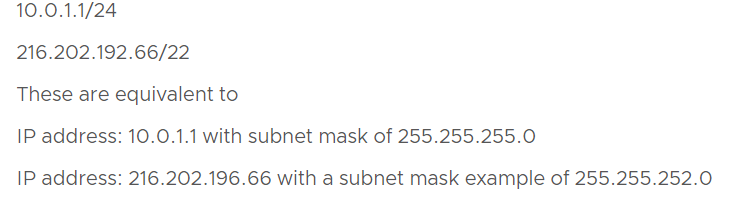 10.0.1.1/24
216.202.192.66/22
These are equivalent to
IP address: 10.0.1.1 with subnet mask of 255.255.255.0
IP address: 216.202.196.66 with a subnet mask example of 255.255.252.0